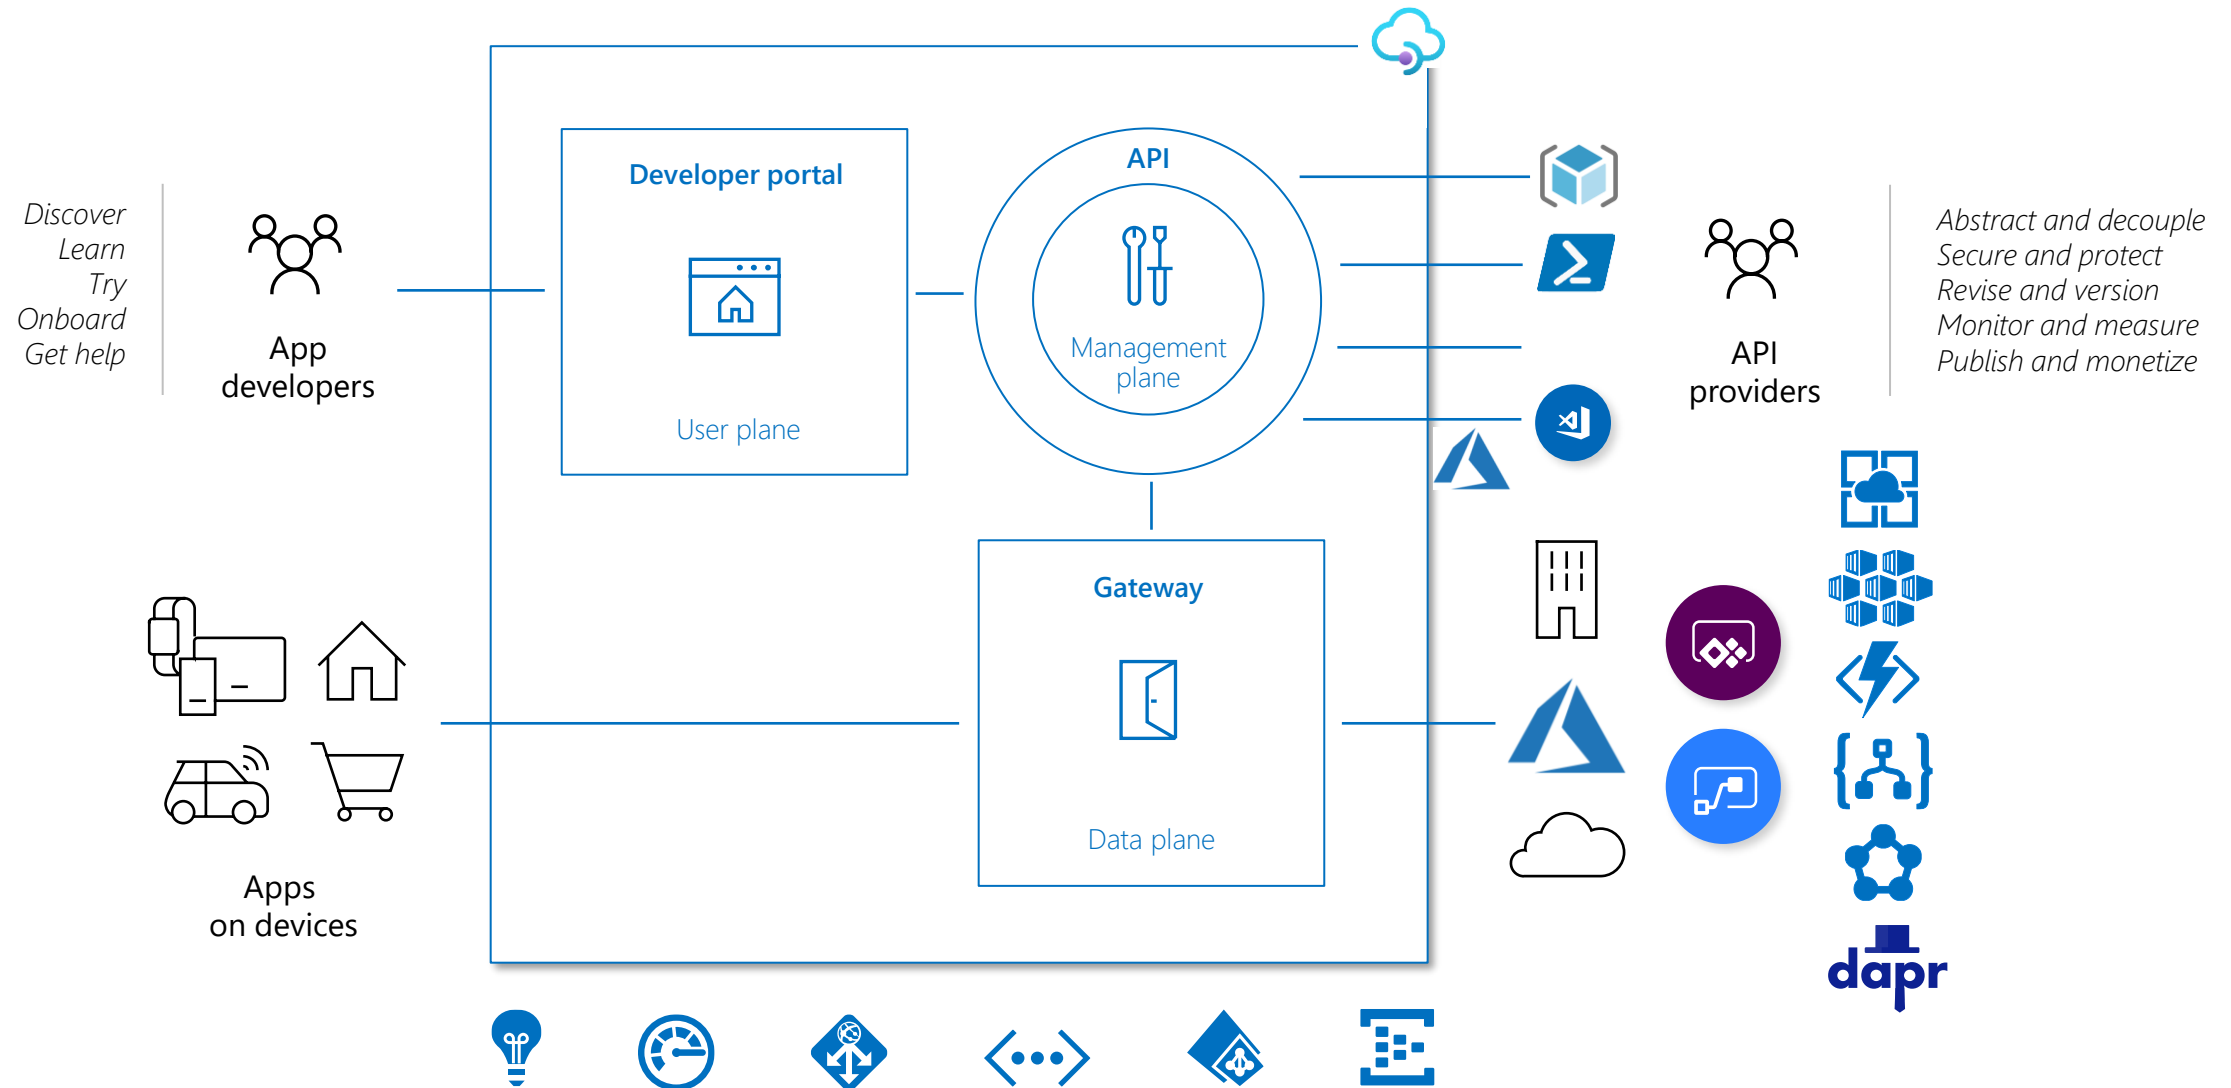 Discover
Learn
Try
Onboard
Get help
App
developers
Developer portal
User plane
API
Management
plane
API
providers
Abstract and decouple
Secure and protect
Revise and version
Monitor and measure
Publish and monetize
Gateway
Data plane
Apps
on devices
dapr